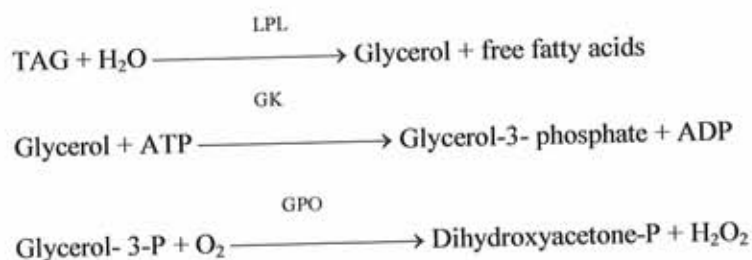 LPL
TAG + H₂O ⟶ Glycerol + free fatty acids
GK
Glycerol + ATP ⟶ Glycerol-3- phosphate + ADP
GPO
Glycerol- 3-P + O₂ ⟶ Dihydroxyacetone-P + H₂O₂